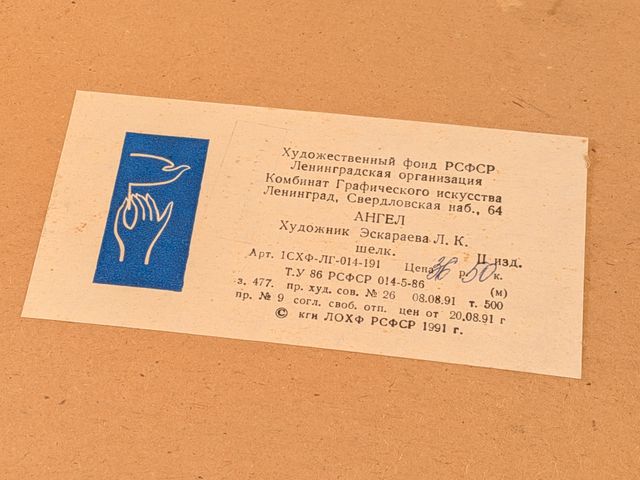 Художественный фонд РСФСР
Ленинградская организация
Комбинат Графического искусства
Ленинград, Свердловская наб., 64
АНГЕЛ
Художник Эскараева Л. К.
шелк. II изд.
Арт. 1СХФ-ЛГ-014-191 Цена 36 р. 50 к.
Т.У 86 РСФСР 014-5-86 (м)
з. 477. пр. худ. сов. № 26 08.08.91 т. 500
пр. № 9 согл. своб. отп. цен от 20.08.91 г
© кги ЛОХФ РСФСР 1991 г.